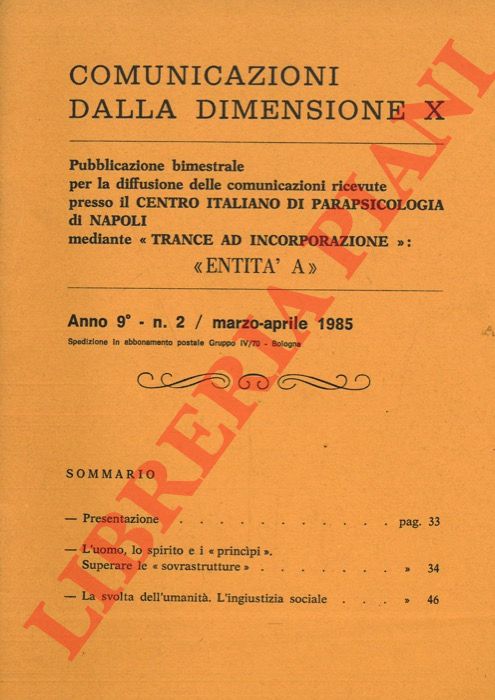 COMUNICAZIONI
DALLA DIMENSIONE X
Pubblicazione bimestrale
per la diffusione delle comunicazioni ricevute
presso il CENTRO ITALIANO DI PARAPSICOLOGIA
di NAPOLI
mediante « TRANCE AD INCORPORAZIONE »:
«ENTITA' A»
Anno 9° - n. 2 / marzo-aprile 1985
Spedizione in abbonamento postale Gruppo IV/70 - Bologna
SOMMARIO
— Presentazione . . . . . . . . . . . pag. 33
— L'uomo, lo spirito e i « princìpi ».
Superare le « sovrastrutture » . . . . . . . » 34
— La svolta dell'umanità. L'ingiustizia sociale . . . » 46
LIBRERIA PIANI